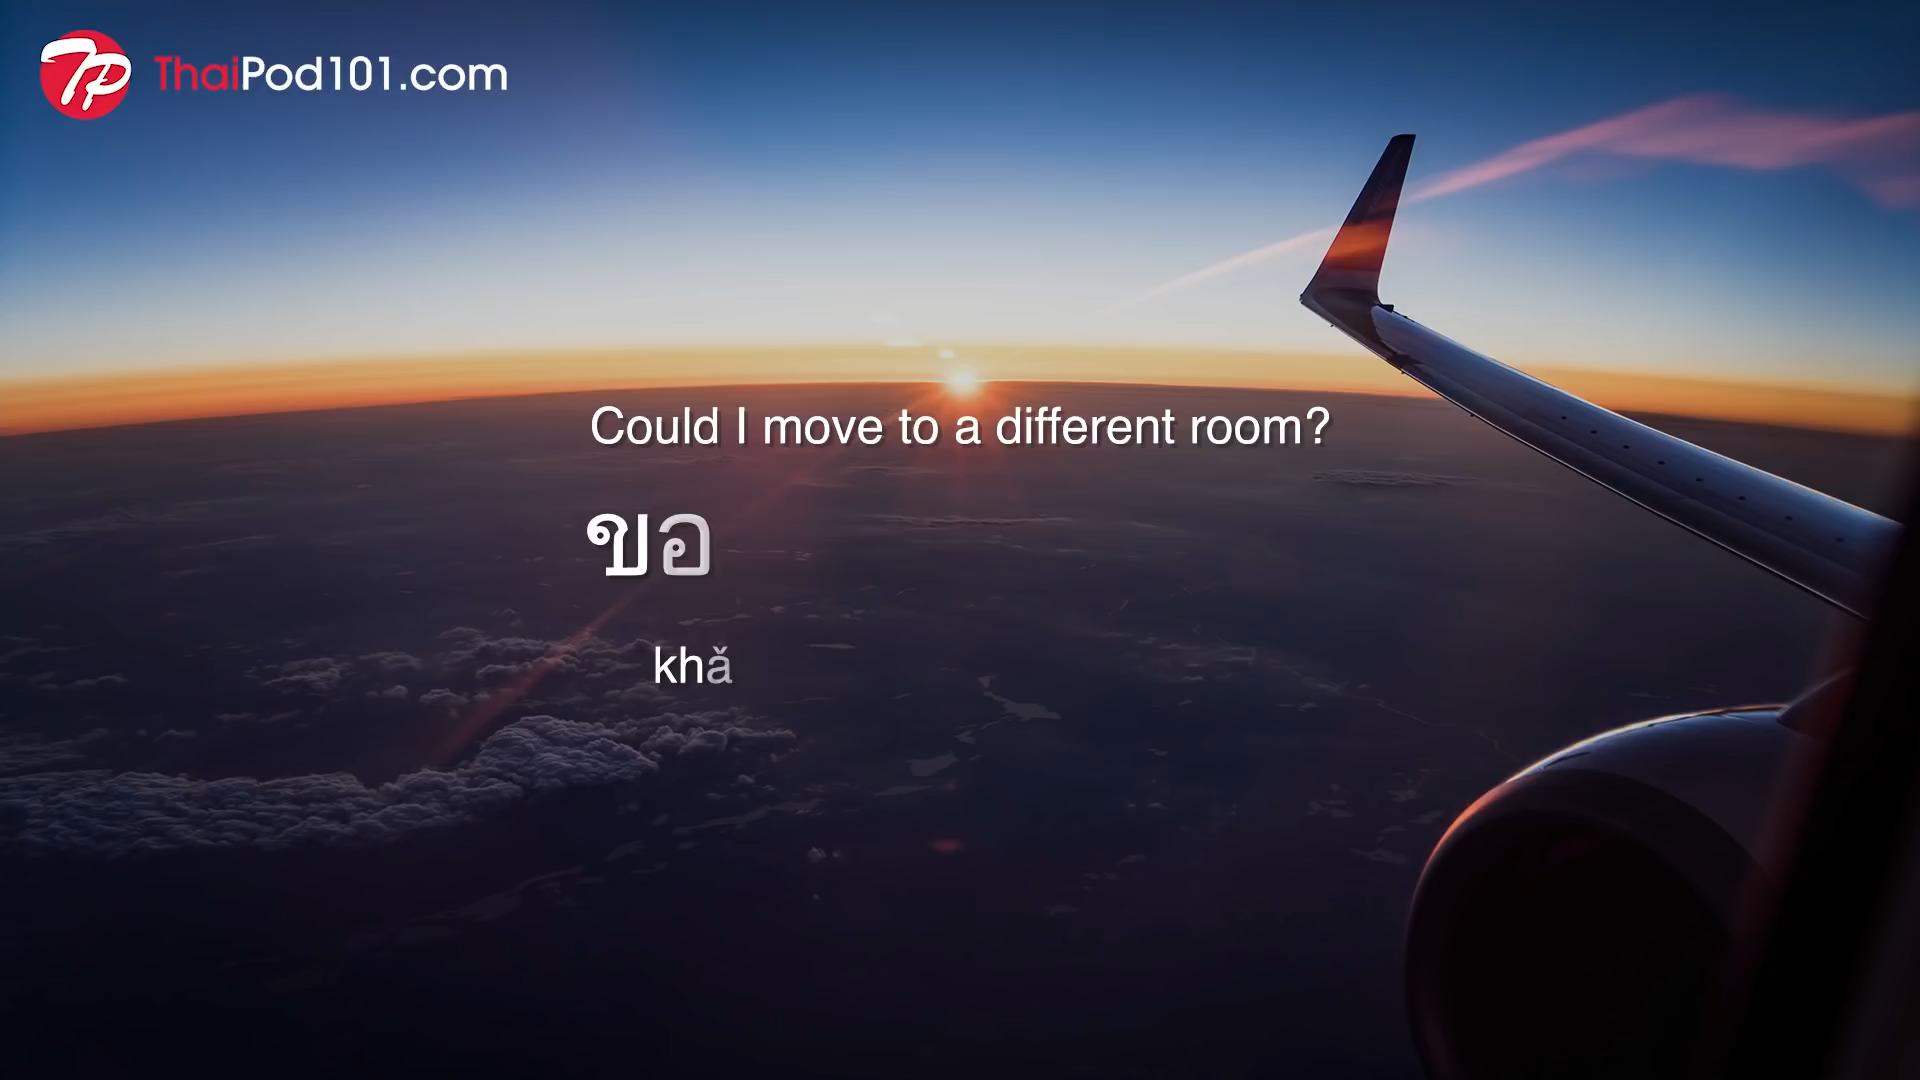 ThaiPod101.com
Could I move to a different room?
ขอ
khǎ